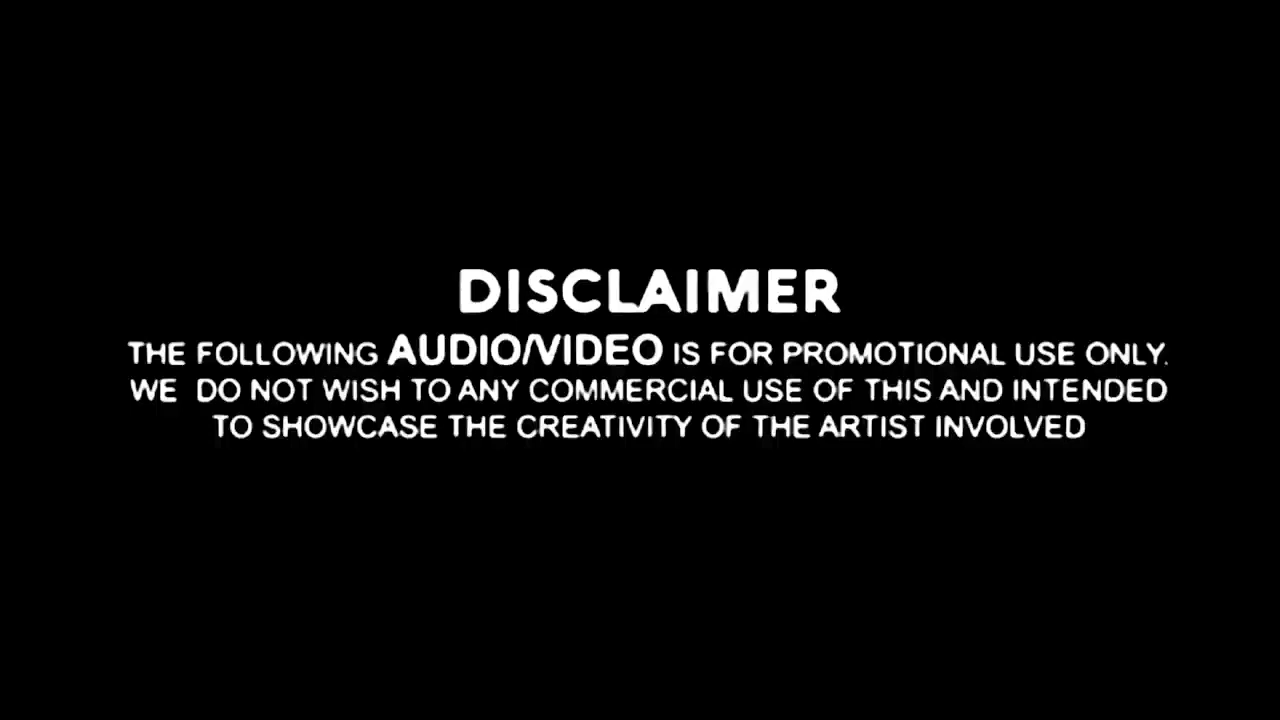 DISCLAIMER
THE FOLLOWING AUDIO/VIDEO IS FOR PROMOTIONAL USE ONLY.
WE DO NOT WISH TO ANY COMMERCIAL USE OF THIS AND INTENDED
TO SHOWCASE THE CREATIVITY OF THE ARTIST INVOLVED